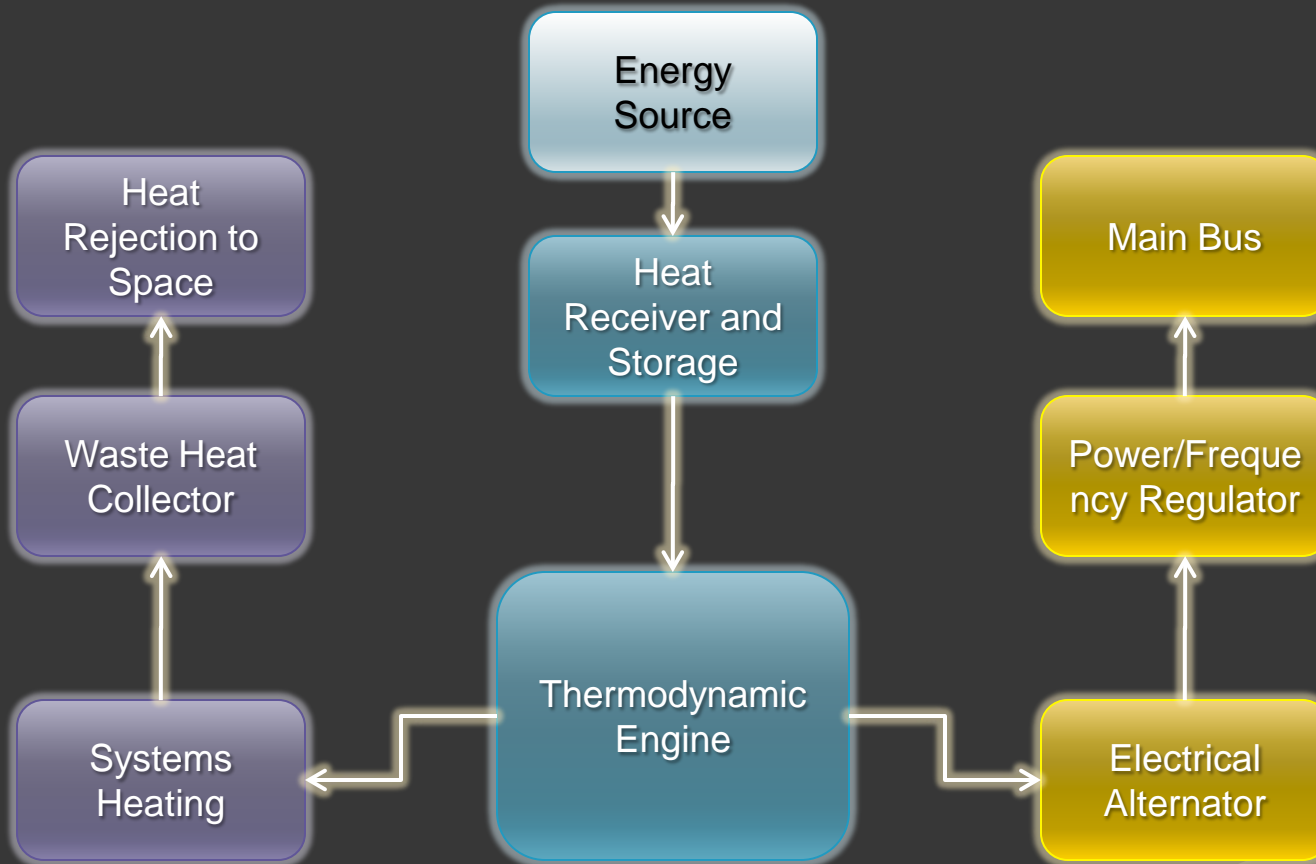 Energy
Source
Heat
Rejection to
Space
Main Bus
Heat
Receiver and
Storage
Waste Heat
Collector
Power/Freque
ncy Regulator
Thermodynamic
Engine
Systems
Heating
Electrical
Alternator